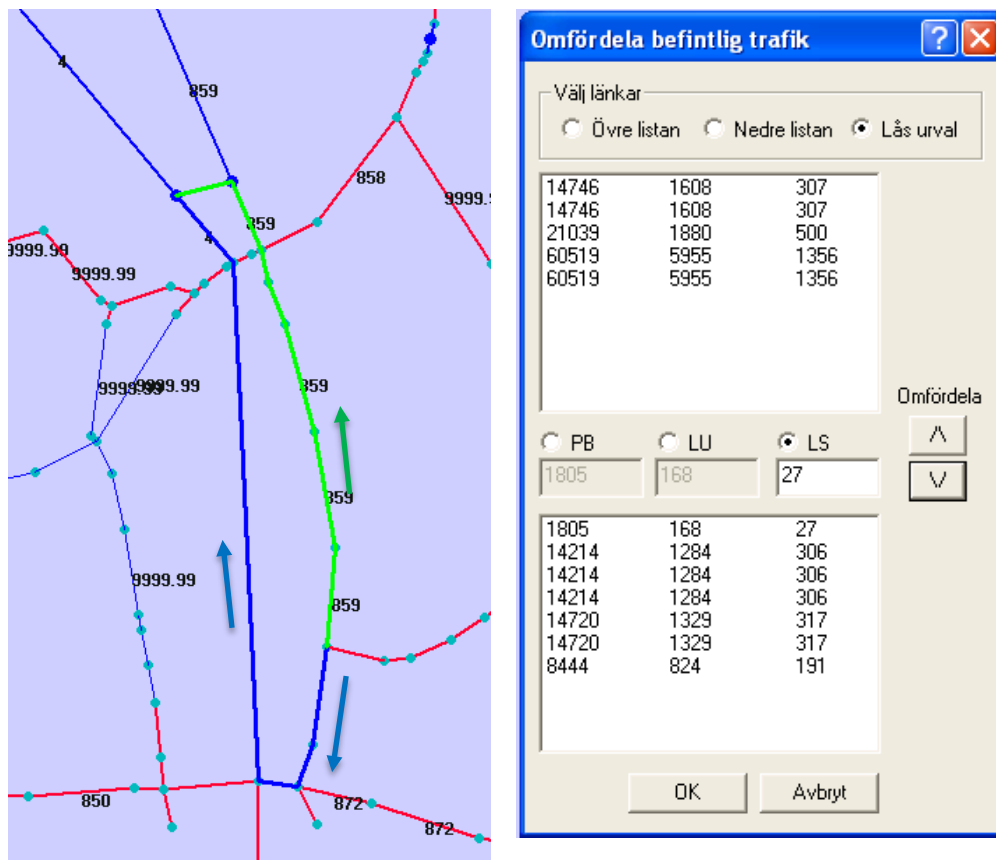 4
859
858
9999.9
859
4
9999.99
9999.99
9999.99
9999.99
359
359
9999.99
859
850
872
872
Omfördela befintlig trafik
Välj länkar
Övre listan Nedre listan Lås urval
14746 1608 307
14746 1608 307
21039 1880 500
60519 5955 1356
60519 5955 1356
Omfördela
PB LU LS
1805 168 27
1805 168 27
14214 1284 306
14214 1284 306
14214 1284 306
14720 1329 317
14720 1329 317
8444 824 191
OK Avbryt